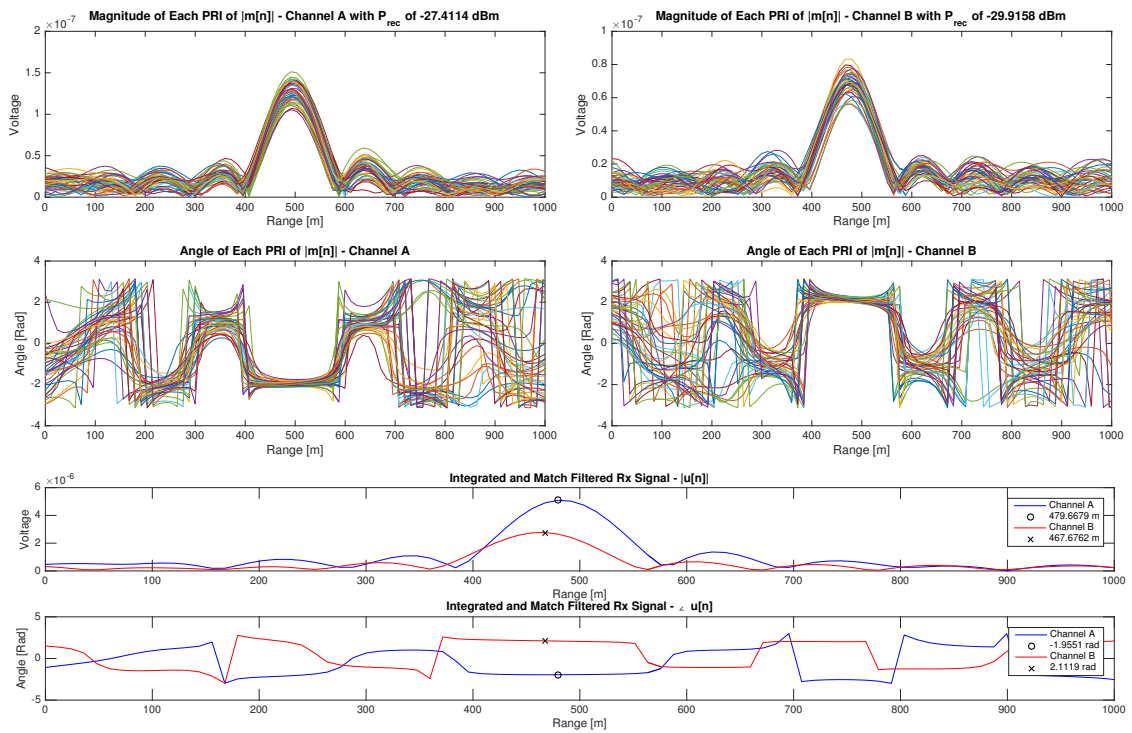 Magnitude of Each PRI of |m[n]| - Channel A with P_rec of -27.4114 dBm
×10^-7
2
1.5
1
0.5
0
Voltage
0 100 200 300 400 500 600 700 800 900 1000
Range [m]
Magnitude of Each PRI of |m[n]| - Channel B with P_rec of -29.9158 dBm
×10^-7
1
0.8
0.6
0.4
0.2
0
Voltage
0 100 200 300 400 500 600 700 800 900 1000
Range [m]
Angle of Each PRI of |m[n]| - Channel A
4
2
0
-2
-4
Angle [Rad]
0 100 200 300 400 500 600 700 800 900 1000
Range [m]
Angle of Each PRI of |m[n]| - Channel B
4
2
0
-2
-4
Angle [Rad]
0 100 200 300 400 500 600 700 800 900 1000
Range [m]
Integrated and Match Filtered Rx Signal - |u[n]|
×10^-6
6
4
2
0
Voltage
Channel A
479.6679 m
Channel B
467.6762 m
0 100 200 300 400 500 600 700 800 900 1000
Range [m]
Integrated and Match Filtered Rx Signal - ∠ u[n]
5
0
-5
Angle [Rad]
Channel A
-1.9551 rad
Channel B
2.1119 rad
0 100 200 300 400 500 600 700 800 900 1000
Range [m]